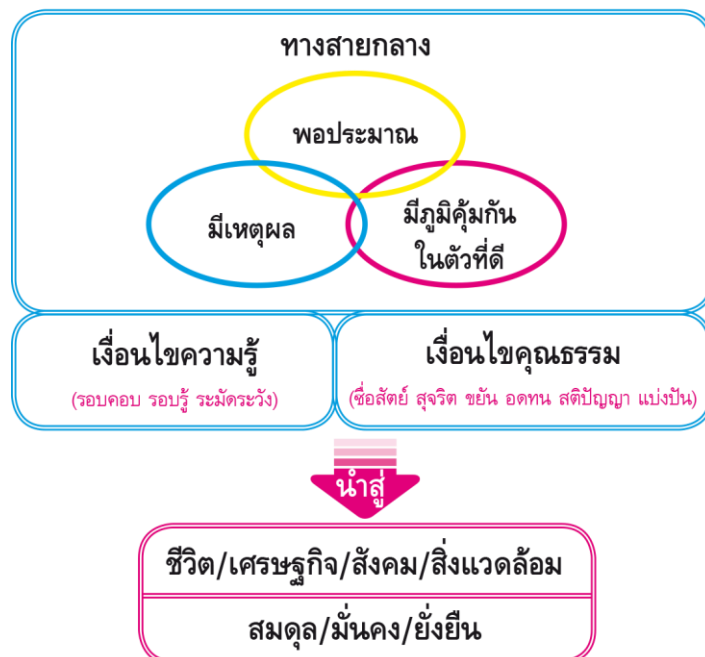 ทางสายกลาง
พอประมาณ
มีเหตุผล
มีภูมิคุ้มกัน
ในตัวที่ดี
เงื่อนไขความรู้
(รอบคอบ รอบรู้ ระมัดระวัง)
เงื่อนไขคุณธรรม
(ซื่อสัตย์ สุจริต ขยัน อดทน สติปัญญา แบ่งปัน)
นำสู่
ชีวิต/เศรษฐกิจ/สังคม/สิ่งแวดล้อม
สมดุล/มั่นคง/ยั่งยืน